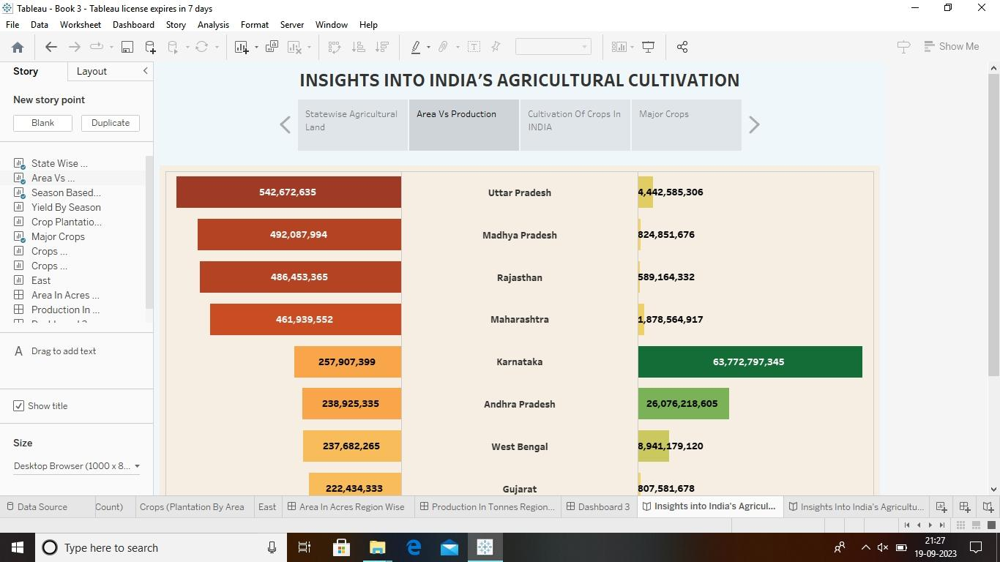 Tableau - Book 3 - Tableau license expires in 7 days
File Data Worksheet Dashboard Story Analysis Format Server Window Help
Show Me
Story Layout
New story point
Blank Duplicate
State Wise ...
Area Vs ...
Season Based...
Yield By Season
Crop Plantatio...
Major Crops
Crops ...
Crops ...
East
Area In Acres ...
Production In ...
A Drag to add text
Show title
Size
Desktop Browser (1000 x 8...
INSIGHTS INTO INDIA’S AGRICULTURAL CULTIVATION
Statewise Agricultural
Land
Area Vs Production
Cultivation Of Crops In
INDIA
Major Crops
542,672,635 Uttar Pradesh 4,442,585,306
492,087,994 Madhya Pradesh 824,851,676
486,453,365 Rajasthan 589,164,332
461,939,552 Maharashtra 1,878,564,917
257,907,399 Karnataka 63,772,797,345
238,925,335 Andhra Pradesh 26,076,218,605
237,682,265 West Bengal 8,941,179,120
222,434,333 Gujarat 807,581,678
Data Source Count) Crops (Plantation By Area East Area In Acres Region Wise Production In Tonnes Region... Dashboard 3 Insights into India's Agricul... Insights Into India's Agricultu...
Type here to search
21:27
19-09-2023